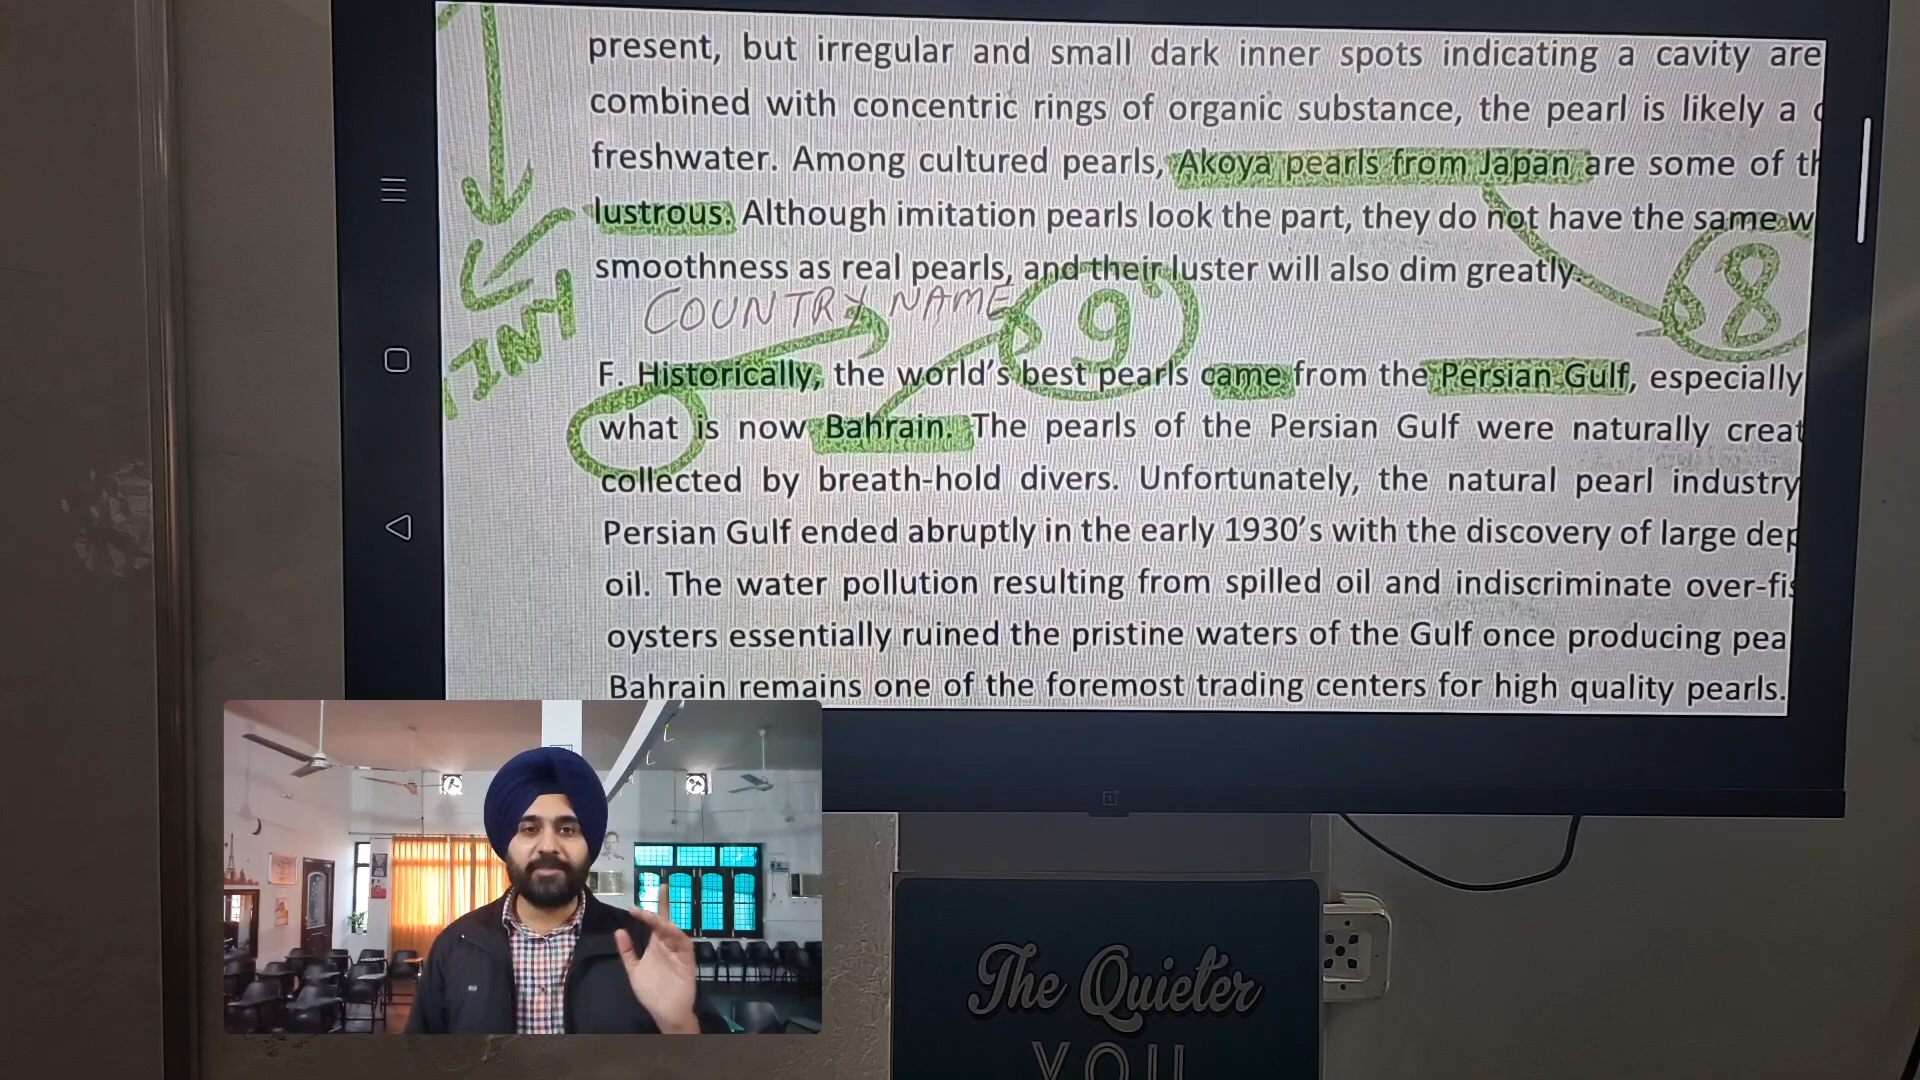 present, but irregular and small dark inner spots indicating a cavity are
combined with concentric rings of organic substance, the pearl is likely a
freshwater. Among cultured pearls, Akoya pearls from Japan are some of
lustrous. Although imitation pearls look the part, they do not have the same
smoothness as real pearls, and their luster will also dim greatly.
8
COUNTRY NAME
9
F. Historically, the world's best pearls came from the Persian Gulf, especially
what is now Bahrain. The pearls of the Persian Gulf were naturally
collected by breath-hold divers. Unfortunately, the natural pearl industry
Persian Gulf ended abruptly in the early 1930's with the discovery of large
oil. The water pollution resulting from spilled oil and indiscriminate
oysters essentially ruined the pristine waters of the Gulf once producing
Bahrain remains one of the foremost trading centers for high quality pearls.
The Quieter
YOU